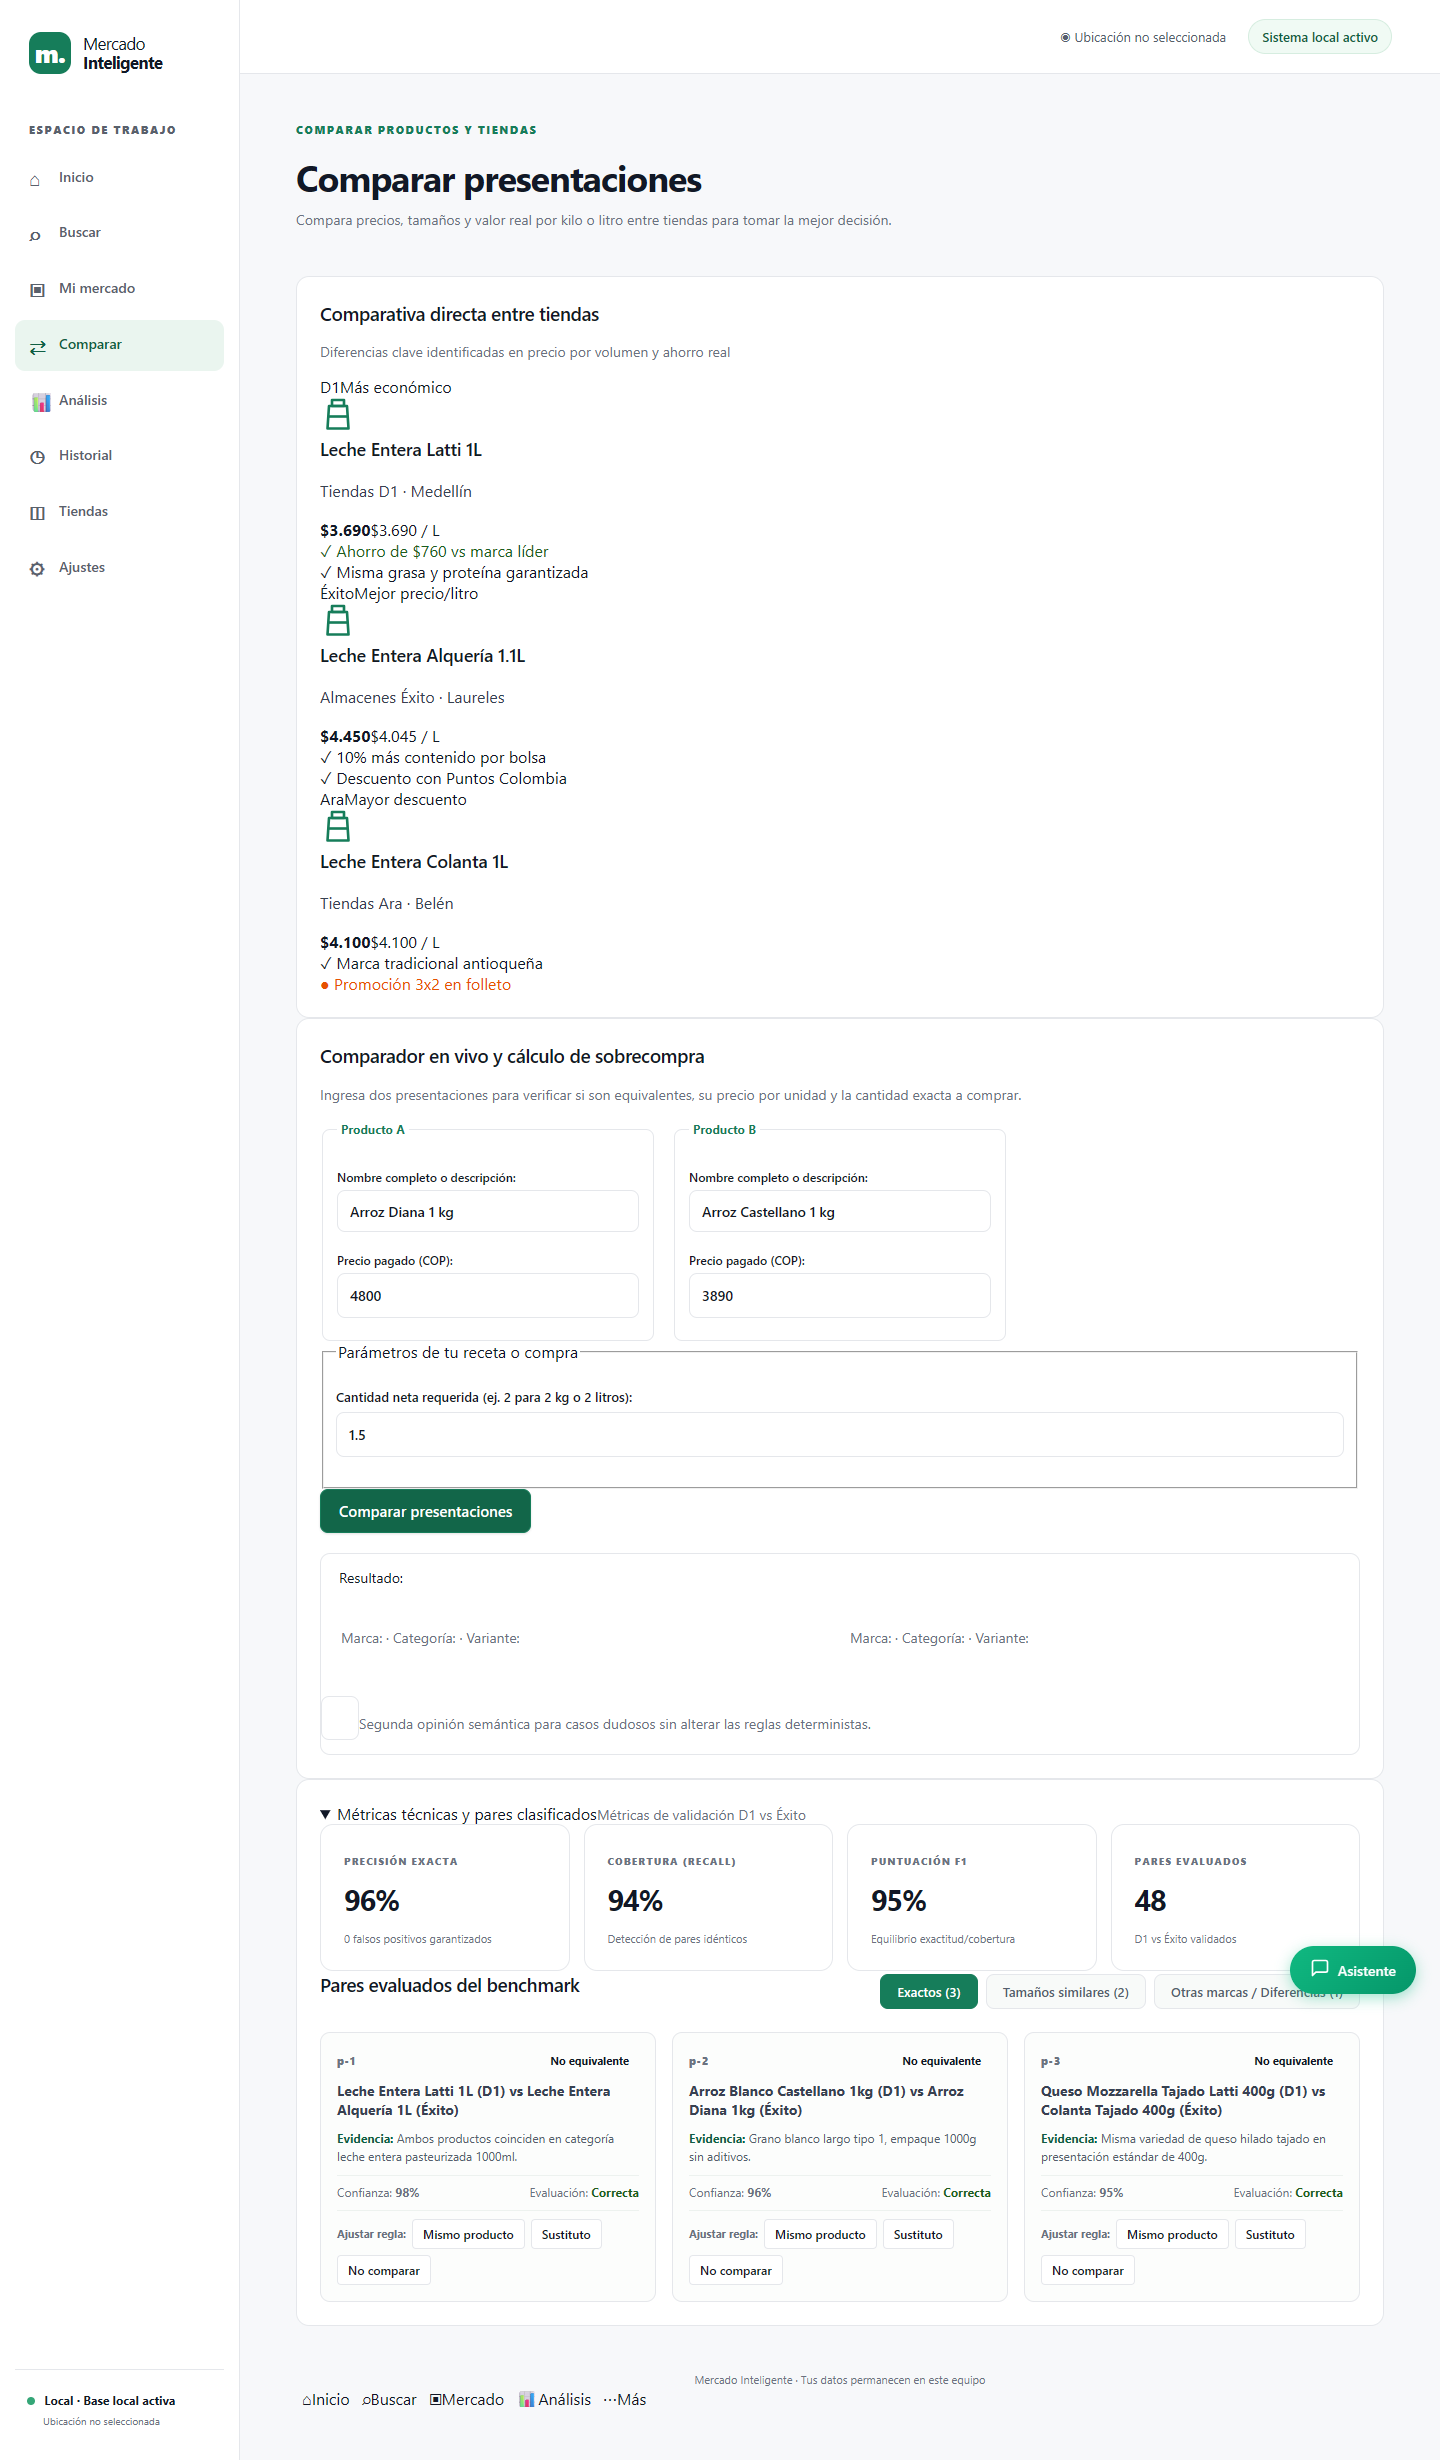 m. Mercado
Inteligente
ESPACIO DE TRABAJO
Inicio
Buscar
Mi mercado
Comparar
Análisis
Historial
Tiendas
Ajustes
Local · Base local activa
Ubicación no seleccionada
Ubicación no seleccionada
Sistema local activo
COMPARAR PRODUCTOS Y TIENDAS
Comparar presentaciones
Compara precios, tamaños y valor real por kilo o litro entre tiendas para tomar la mejor decisión.
Comparativa directa entre tiendas
Diferencias clave identificadas en precio por volumen y ahorro real
D1Más económico
Leche Entera Latti 1L
Tiendas D1 · Medellín
$3.690$3.690 / L
✓ Ahorro de $760 vs marca líder
✓ Misma grasa y proteína garantizada
ÉxitoMejor precio/litro
Leche Entera Alquería 1.1L
Almacenes Éxito · Laureles
$4.450$4.045 / L
✓ 10% más contenido por bolsa
✓ Descuento con Puntos Colombia
AraMayor descuento
Leche Entera Colanta 1L
Tiendas Ara · Belén
$4.100$4.100 / L
✓ Marca tradicional antioqueña
● Promoción 3x2 en folleto
Comparador en vivo y cálculo de sobrecompra
Ingresa dos presentaciones para verificar si son equivalentes, su precio por unidad y la cantidad exacta a comprar.
Producto A
Nombre completo o descripción:
Arroz Diana 1 kg
Precio pagado (COP):
4800
Producto B
Nombre completo o descripción:
Arroz Castellano 1 kg
Precio pagado (COP):
3890
Parámetros de tu receta o compra
Cantidad neta requerida (ej. 2 para 2 kg o 2 litros):
1.5
Comparar presentaciones
Resultado:
Marca: · Categoría: · Variante:
Marca: · Categoría: · Variante:
Segunda opinión semántica para casos dudosos sin alterar las reglas deterministas.
▼ Métricas técnicas y pares clasificadosMétricas de validación D1 vs Éxito
PRECISIÓN EXACTA
96%
0 falsos positivos garantizados
COBERTURA (RECALL)
94%
Detección de pares idénticos
PUNTUACIÓN F1
95%
Equilibrio exactitud/cobertura
PARES EVALUADOS
48
D1 vs Éxito validados
Asistente
Pares evaluados del benchmark
Exactos (3)
Tamaños similares (2)
Otras marcas / Diferencias (1)
p-1
No equivalente
Leche Entera Latti 1L (D1) vs Leche Entera
Alquería 1L (Éxito)
Evidencia: Ambos productos coinciden en categoría
leche entera pasteurizada 1000ml.
Confianza: 98%
Evaluación: Correcta
Ajustar regla: Mismo producto Sustituto
No comparar
p-2
No equivalente
Arroz Blanco Castellano 1kg (D1) vs Arroz
Diana 1kg (Éxito)
Evidencia: Grano blanco largo tipo 1, empaque 1000g
sin aditivos.
Confianza: 96%
Evaluación: Correcta
Ajustar regla: Mismo producto Sustituto
No comparar
p-3
No equivalente
Queso Mozzarella Tajado Latti 400g (D1) vs
Colanta Tajado 400g (Éxito)
Evidencia: Misma variedad de queso hilado tajado en
presentación estándar de 400g.
Confianza: 95%
Evaluación: Correcta
Ajustar regla: Mismo producto Sustituto
No comparar
Mercado Inteligente · Tus datos permanecen en este equipo
Inicio Buscar Mercado Análisis ···Más